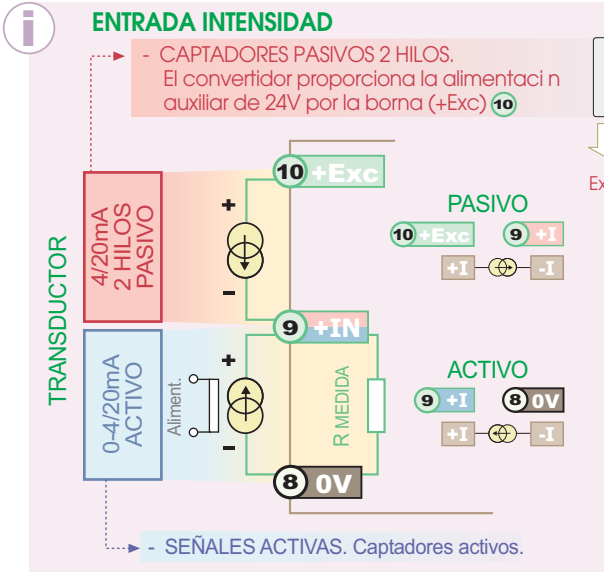 i
ENTRADA INTENSIDAD
- CAPTADORES PASIVOS 2 HILOS.
El convertidor proporciona la alimentaci n
auxiliar de 24V por la borna (+Exc) 10
Ex
TRANSDUCTOR
4/20mA
2 HILOS
PASIVO
+
-
10 +Exc
9 +IN
0-4/20mA
ACTIVO
Aliment.
+
-
R MEDIDA
8 0V
PASIVO
10 +Exc 9 +I
+I -I
ACTIVO
9 +I 8 0V
+I -I
- SEÑALES ACTIVAS. Captadores activos.